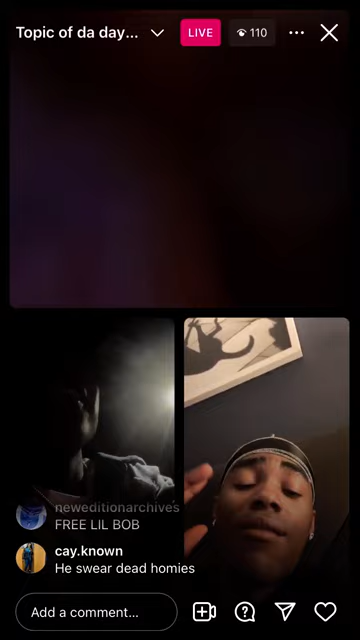 Topic of da day...
LIVE
110
neweditionarchives
FREE LIL BOB
cay.known
He swear dead homies
Add a comment...